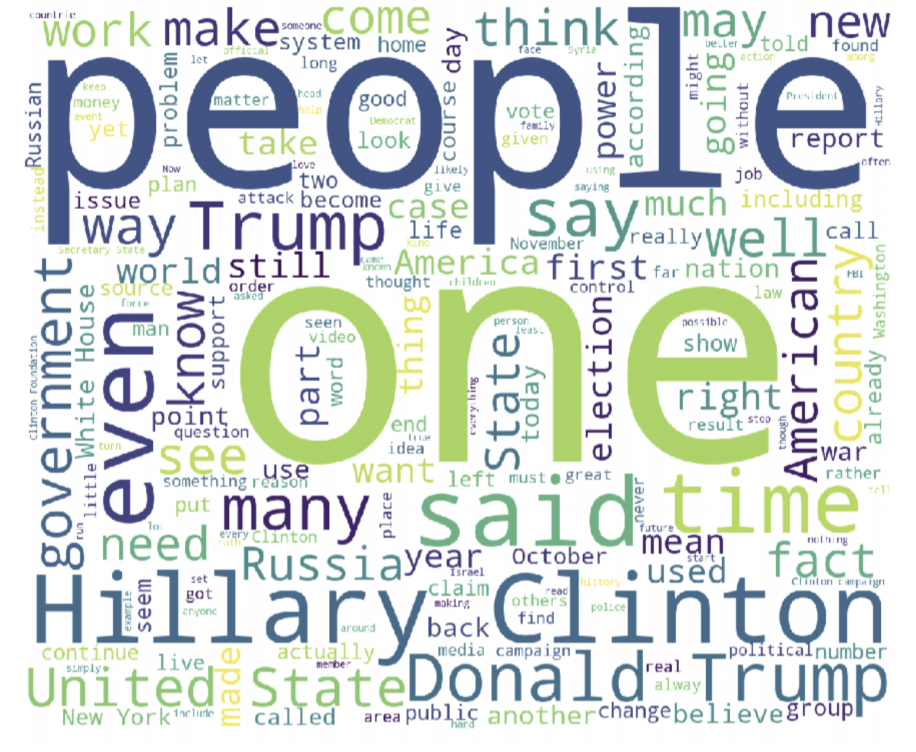 countrie
work
make
come
someone
think
may
new
official
system
home
face
Syria
better
told
found
let
long
day
according
action
among
people
Russian
keep
money
event
yet
problem
matter
head
help
good
Democrat
look
course
vote
family
given
power
might
going
without
President
report
Hillary
often
instead
take
Now
plan
love
two
likely
give
using
saying
job
issue
attack
become
case
say
much
including
way
Trump
life
November
really
well
call
Secretary State
kind
came
known
America
first
far
nation
country
FBI
Washington
world
still
source
order
thought
children
control
law
American
government
White House
force
asked
one
even
man
know
support
seen
video
part
word
thing
person
least
State
today
election
possible
show
right
already
Clinton Foundation
point
question
end
true
idea
everything
result
stop
though
war
turn
see
use
want
left
must
great
rather
little
something
reason
put
many
place
said
never
time
tell
run
lot
every
truth
Clinton
need
future
mean
nothing
Russia
year
October
start
fact
Israel
used
Clinton campaign
Hillary Clinton
example
seem
set
got
anyone
claim
making
read
others
history
find
police
around
back
continue
simply
live
made
actually
member
media
campaign
political
number
United State
Donald Trump
real
alway
New York
include
called
area
public
hand
another
change
believe
group